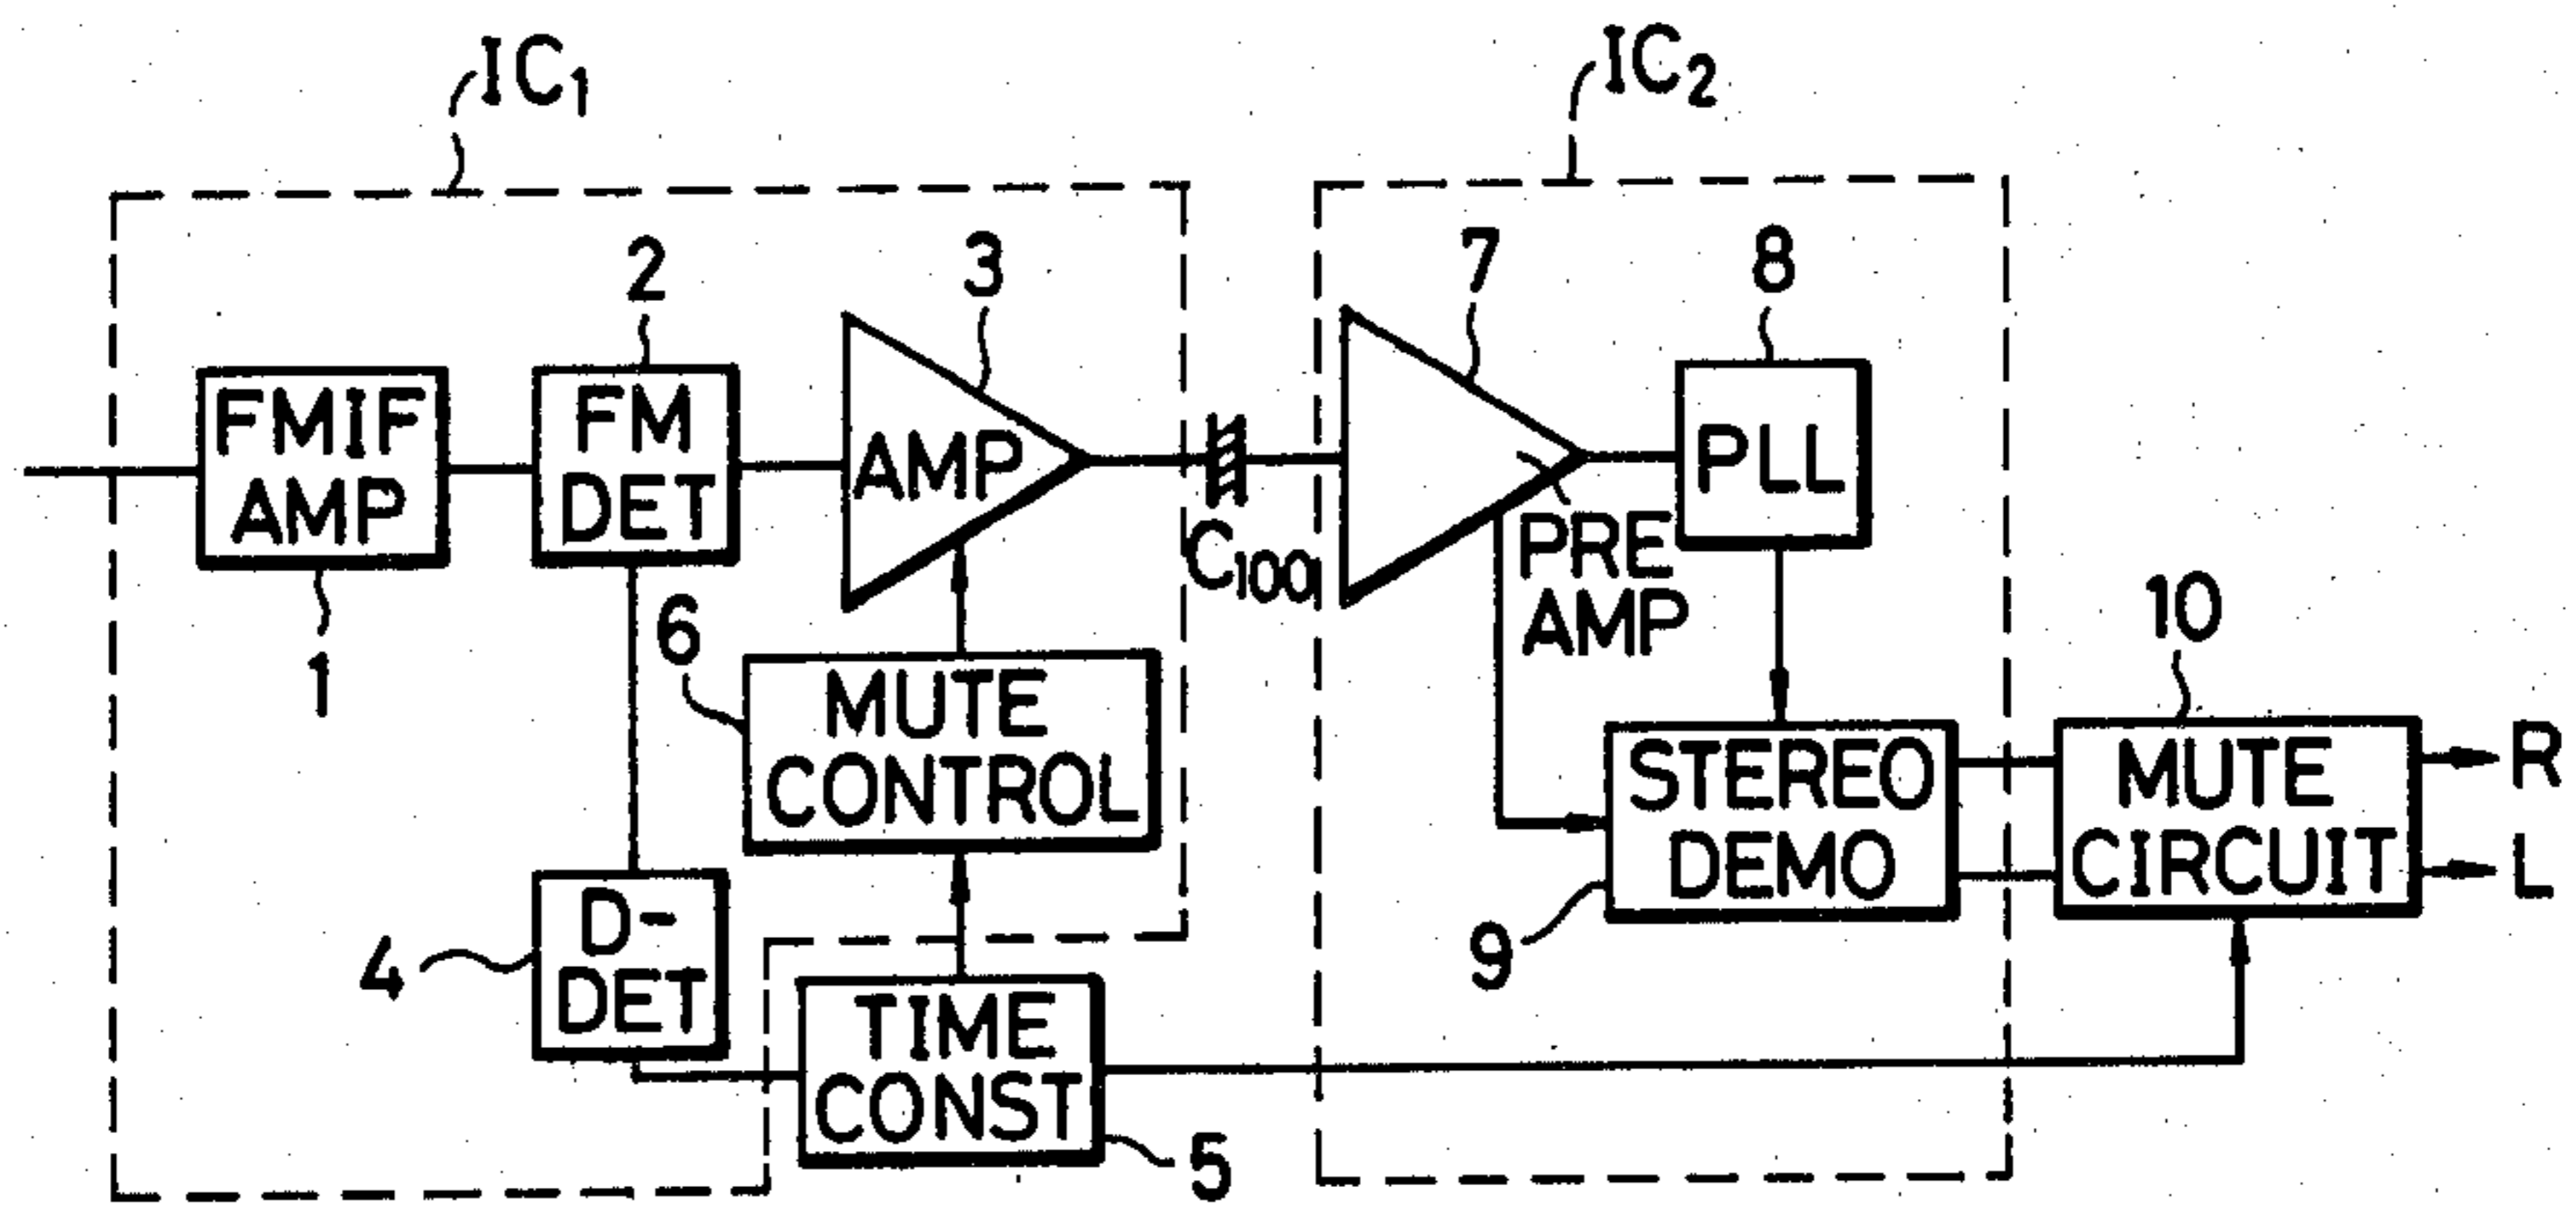 IC1
IC2
2
3
7
8
FMIF
AMP
FM
DET
AMP
PLL
C100
PRE
AMP
1
6
10
MUTE
CONTROL
STEREO
DEMO
MUTE
CIRCUIT
R
L
4
D-
DET
9
TIME
CONST
5